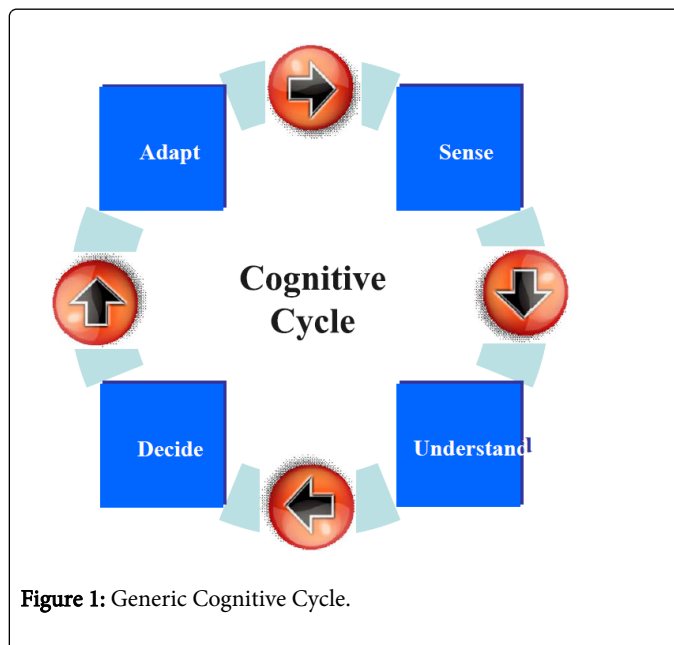 Adapt
Sense
Cognitive
Cycle
Decide
Understand
Figure 1: Generic Cognitive Cycle.